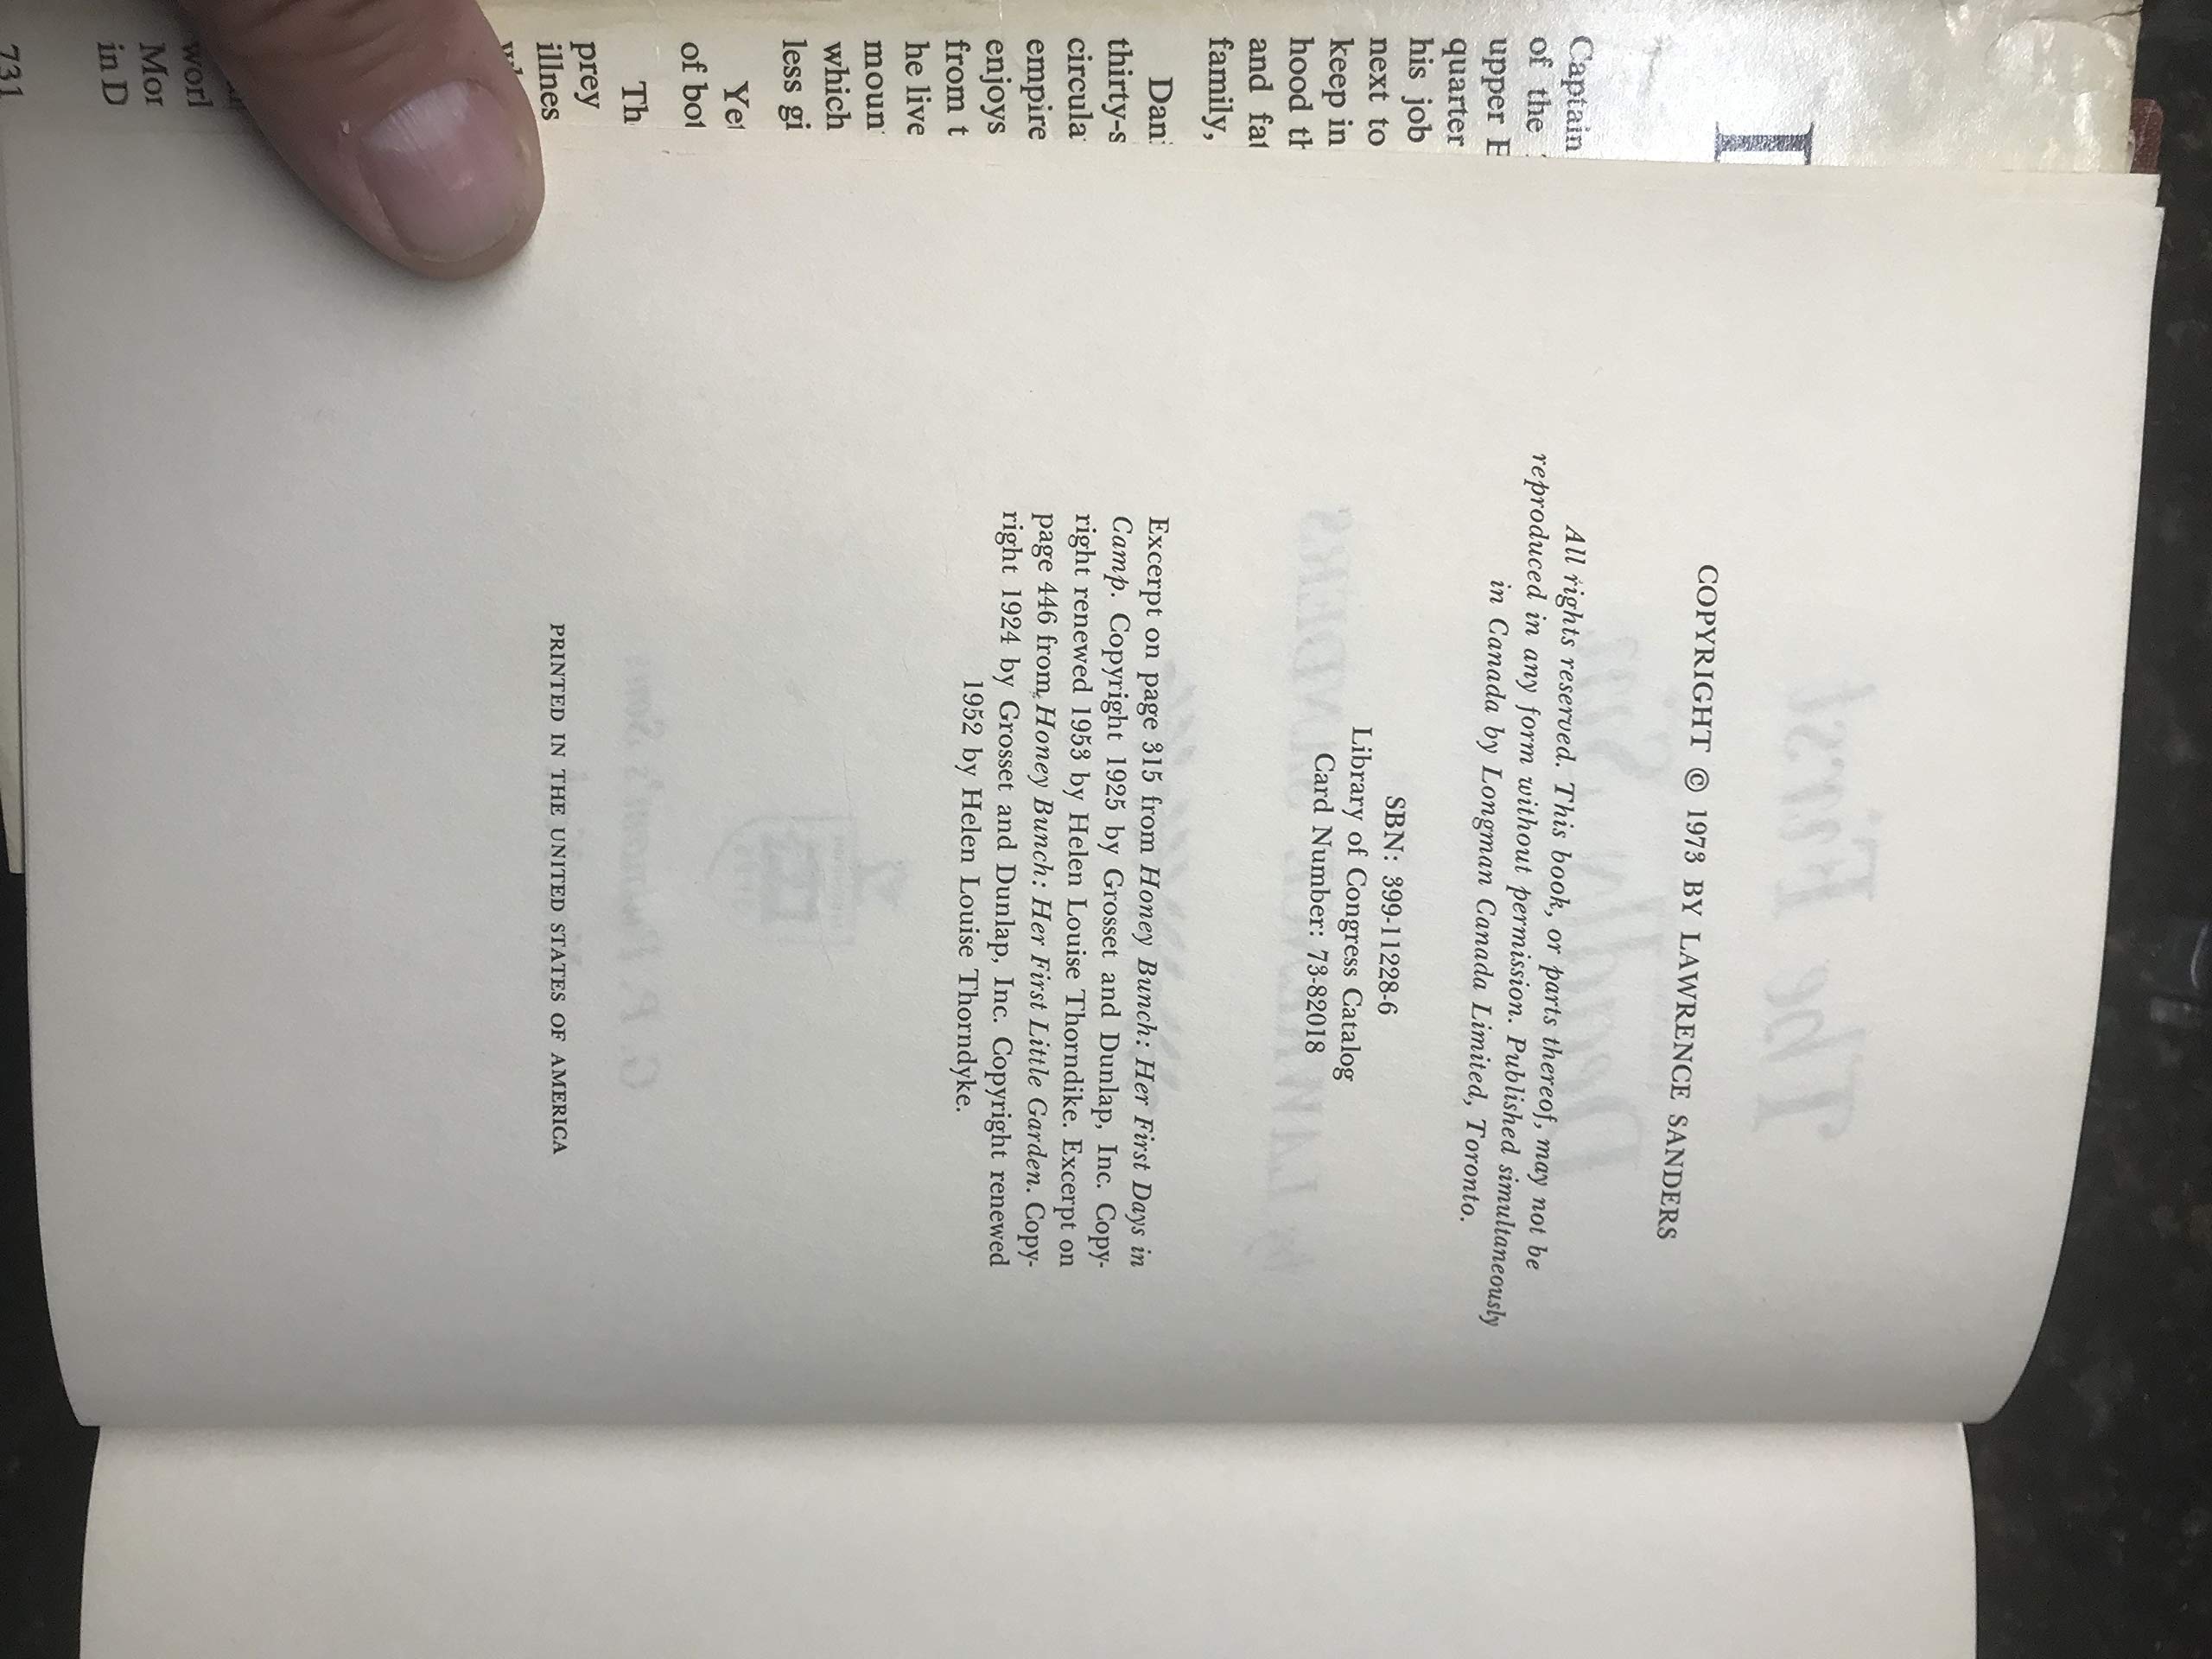 Captain
of the
upper E
quarter
his job
next to
keep in
hood th
and fat
family,
Dani
thirty-s
circula
empire
enjoys
from t
he live
moun
which
less gi
Yet
of bot
Th
prey
illnes
worl
Mor
in D
731
COPYRIGHT © 1973 BY LAWRENCE SANDERS
All rights reserved. This book, or parts thereof, may not be
reproduced in any form without permission. Published simultaneously
in Canada by Longman Canada Limited, Toronto.
SBN: 399-11228-6
Library of Congress Catalog
Card Number: 73-82018
Excerpt on page 315 from Honey Bunch: Her First Days in
Camp. Copyright 1925 by Grosset and Dunlap, Inc. Copy-
right renewed 1953 by Helen Louise Thorndike. Excerpt on
page 446 from Honey Bunch: Her First Little Garden. Copy-
right 1924 by Grosset and Dunlap, Inc. Copyright renewed
1952 by Helen Louise Thorndyke.
PRINTED IN THE UNITED STATES OF AMERICA